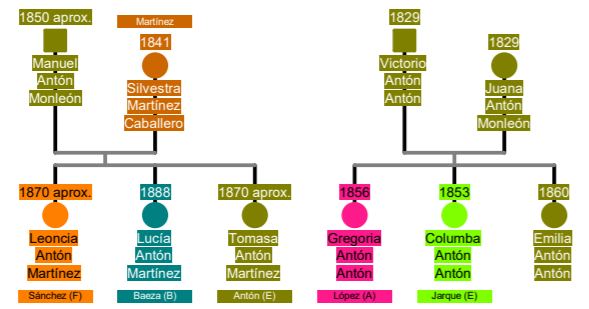 1850 aprox.
Manuel
Antón
Monleón
Martínez
1841
Silvestra
Martínez
Caballero
1829
Victorio
Antón
Antón
1829
Juana
Antón
Monleón
1870 aprox.
Leoncia
Antón
Martínez
Sánchez (F)
1888
Lucía
Antón
Martínez
Baeza (B)
1870 aprox.
Tomasa
Antón
Martínez
Antón (E)
1856
Gregoria
Antón
Antón
López (A)
1853
Columba
Antón
Antón
Jarque (E)
1860
Emilia
Antón
Antón